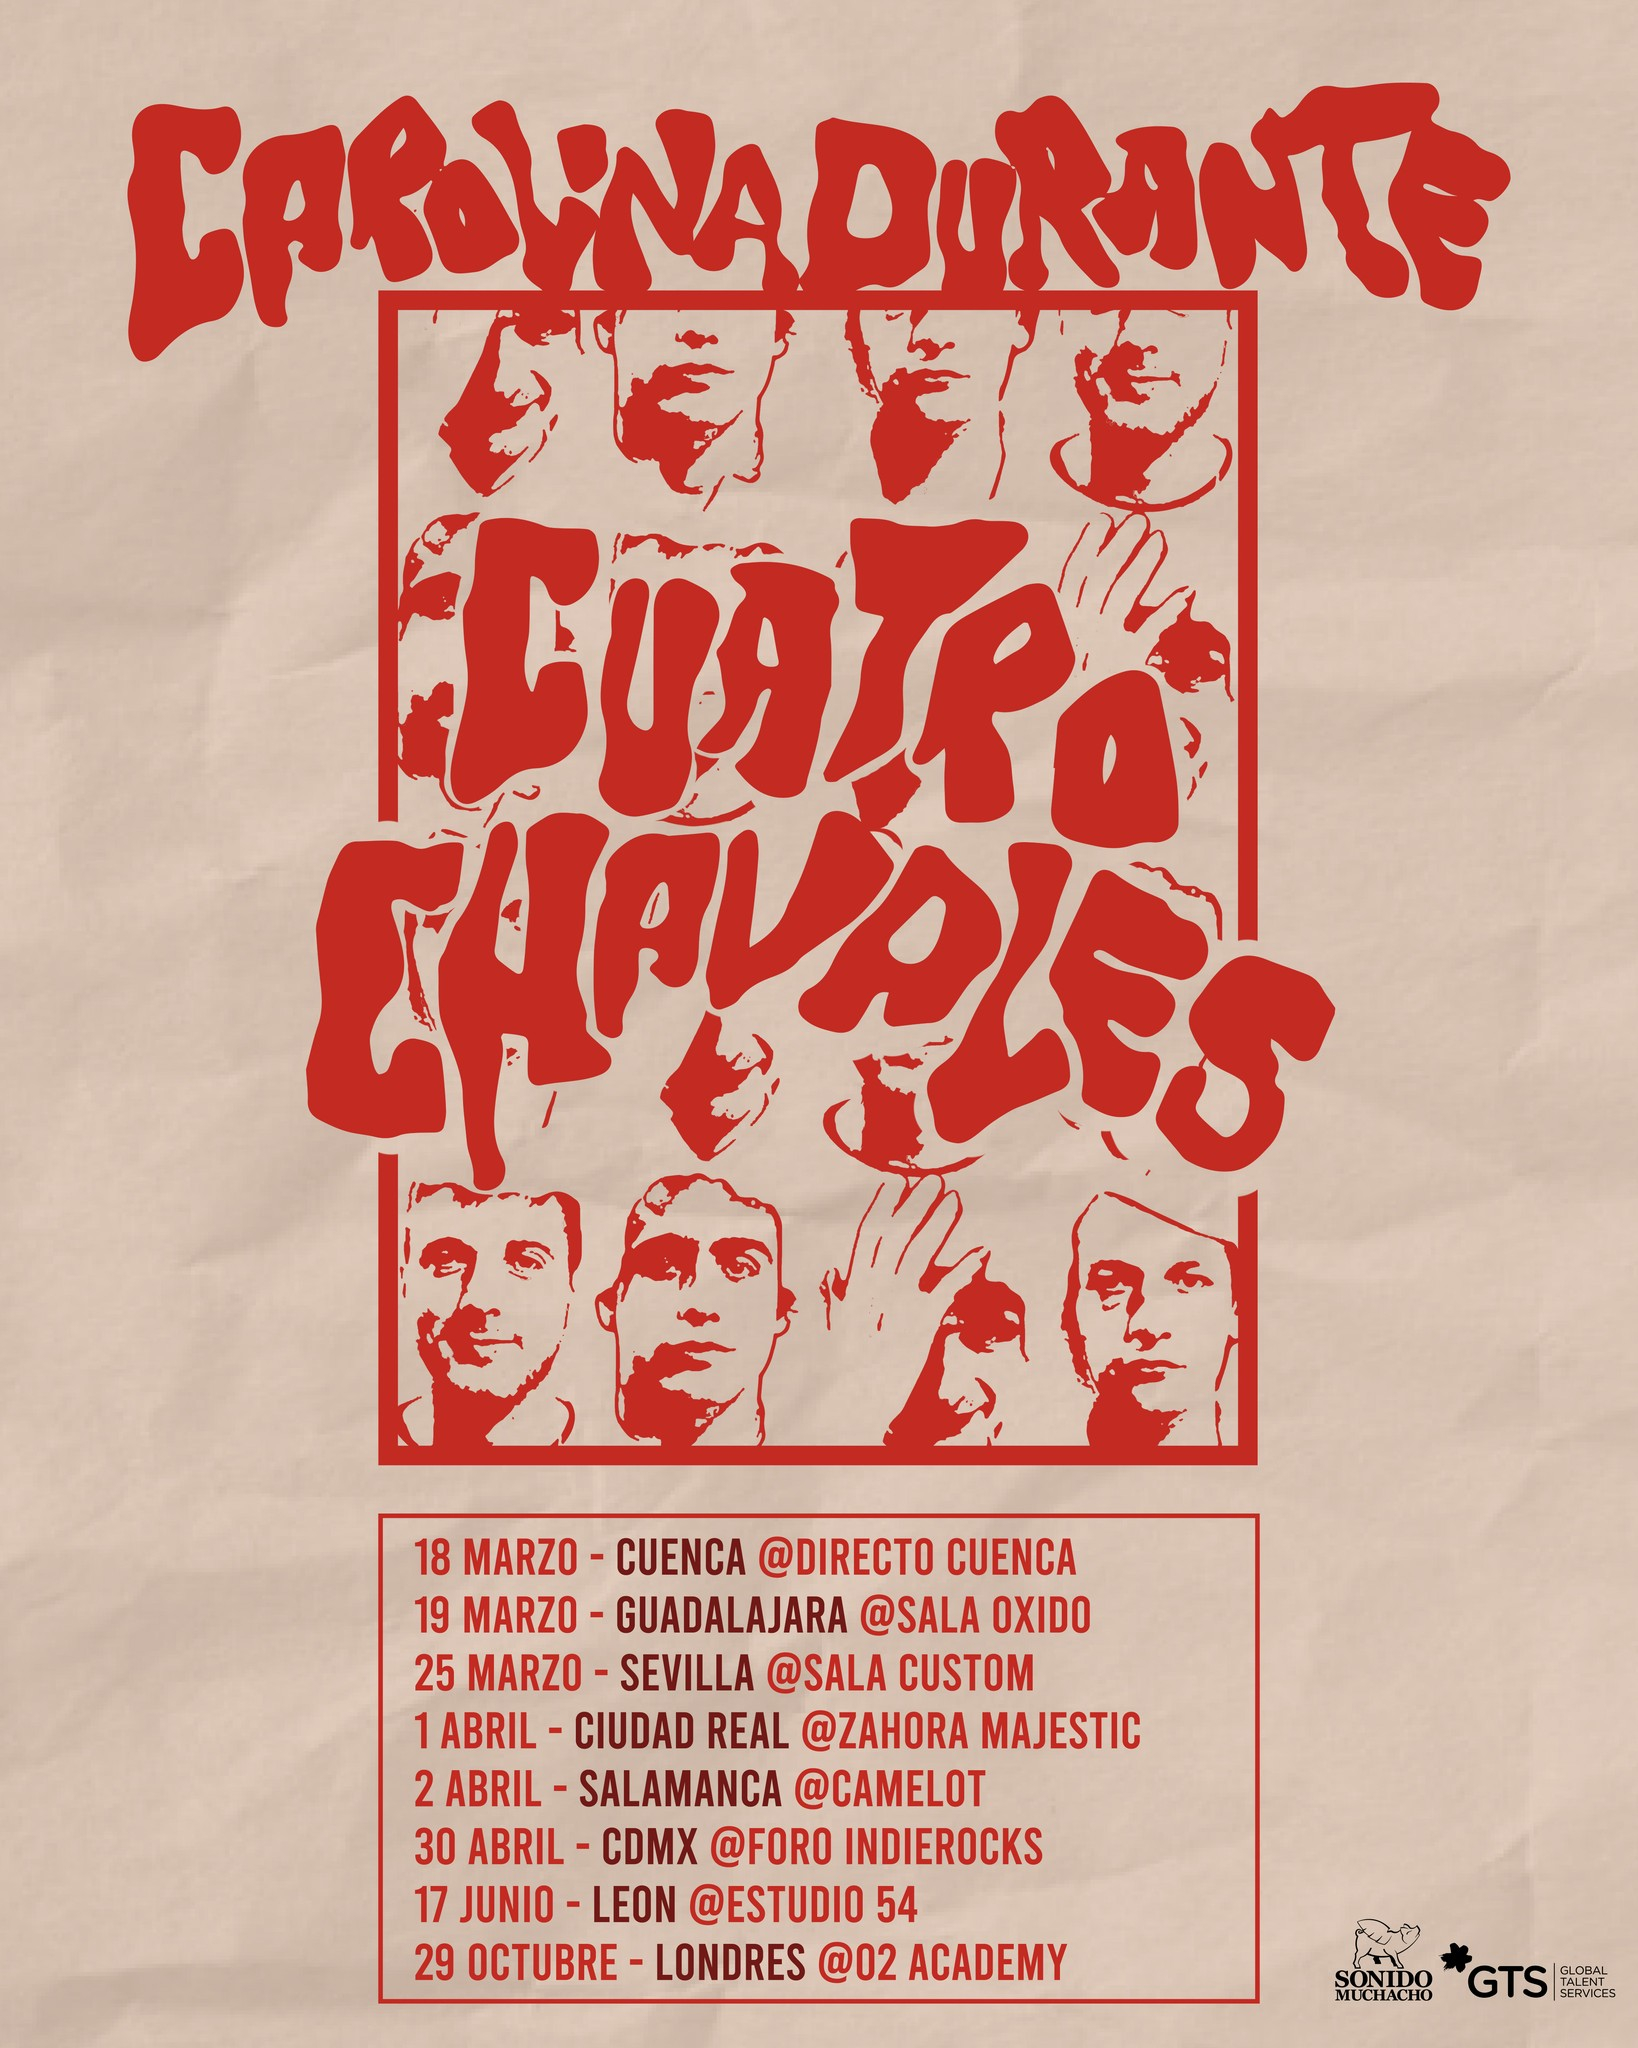 CAROLINA DURANTE
CUATRO
CHAVALES
18 MARZO - CUENCA @DIRECTO CUENCA
19 MARZO - GUADALAJARA @SALA OXIDO
25 MARZO - SEVILLA @SALA CUSTOM
1 ABRIL - CIUDAD REAL @ZAHORA MAJESTIC
2 ABRIL - SALAMANCA @CAMELOT
30 ABRIL - CDMX @FORO INDIEROCKS
17 JUNIO - LEON @ESTUDIO 54
29 OCTUBRE - LONDRES @O2 ACADEMY
SONIDO
MUCHACHO
GTS
GLOBAL
TALENT
SERVICES